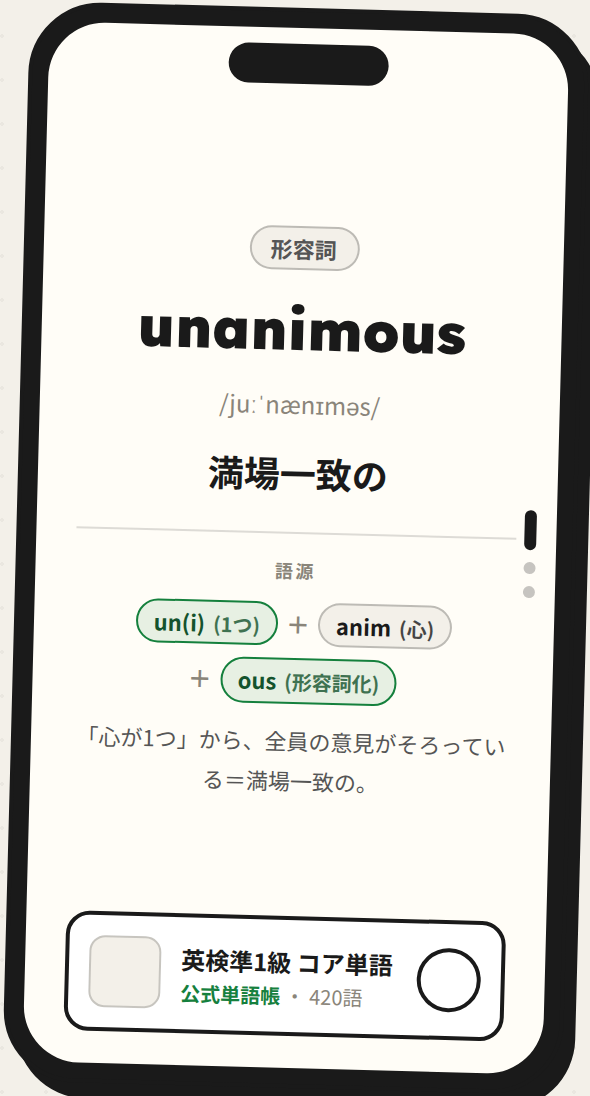 形容詞
unanimous
/juːˈnænɪməs/
満場一致の
語源
un(i) (1つ) + anim (心)
+ ous (形容詞化)
「心が1つ」から、全員の意見がそろってい
る＝満場一致の。
英検準1級 コア単語
公式単語帳 ・ 420語